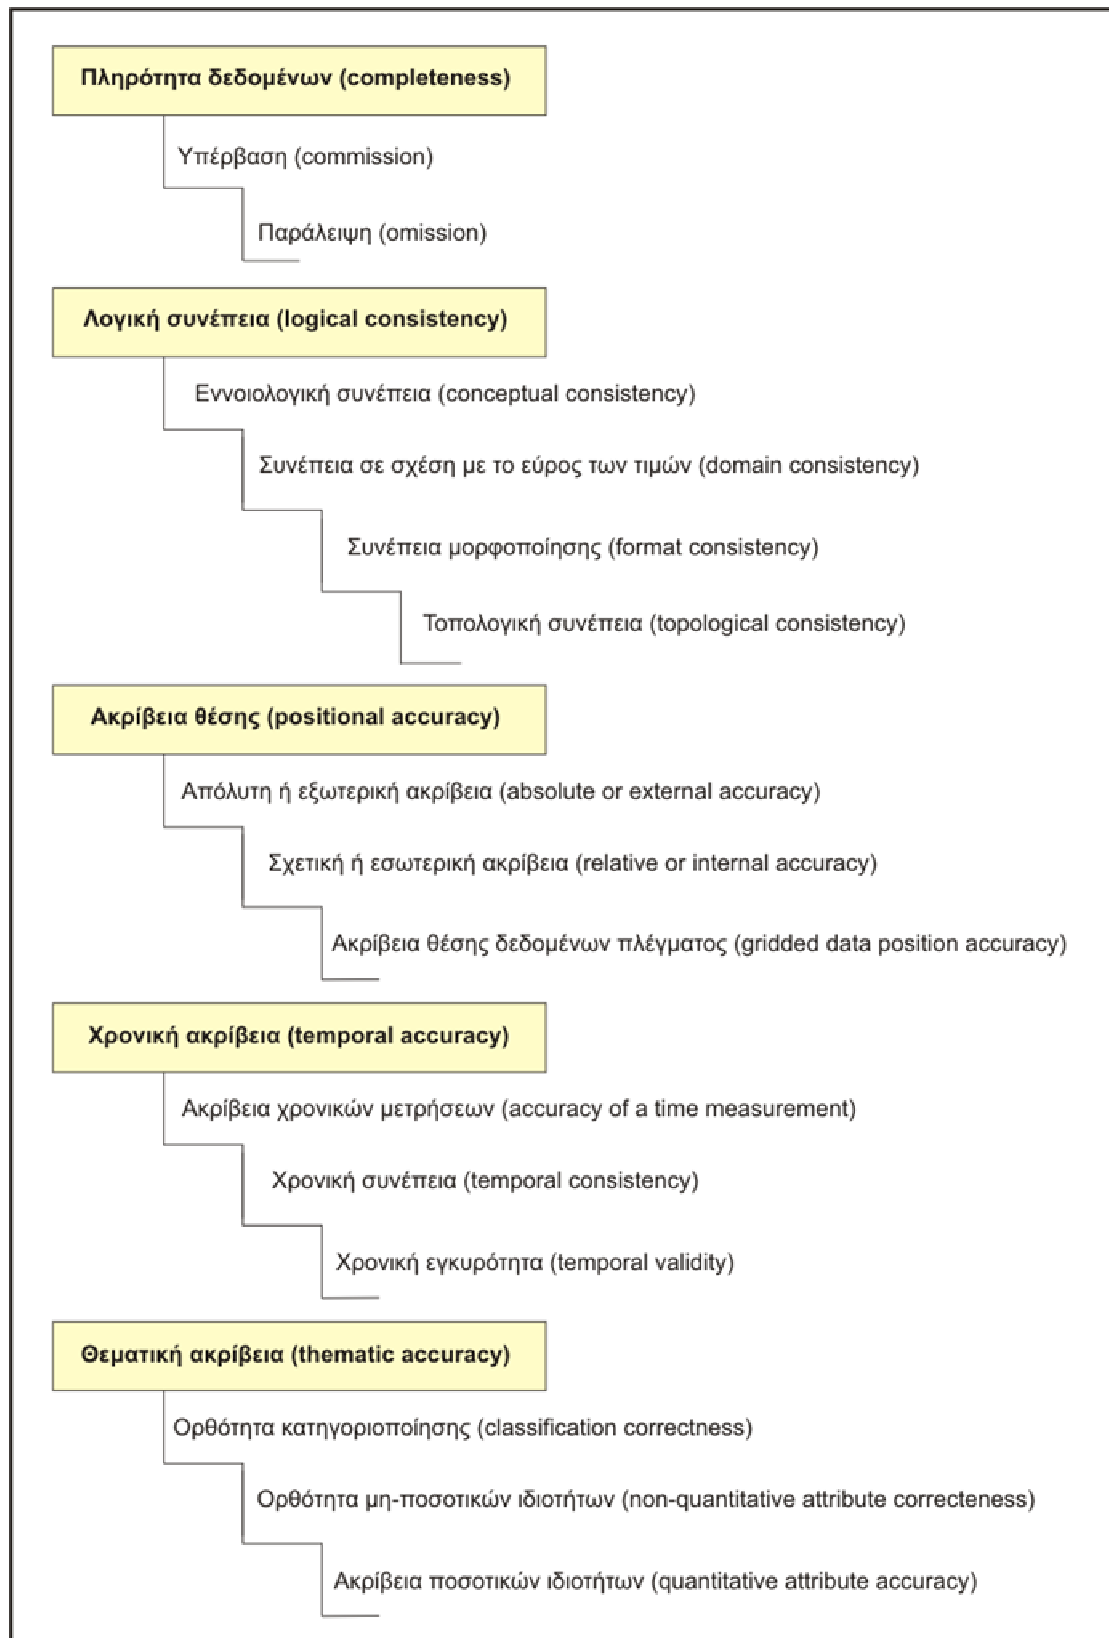 Πληρότητα δεδομένων (completeness)
Υπέρβαση (commission)
Παράλειψη (omission)
Λογική συνέπεια (logical consistency)
Εννοιολογική συνέπεια (conceptual consistency)
Συνέπεια σε σχέση με το εύρος των τιμών (domain consistency)
Συνέπεια μορφοποίησης (format consistency)
Τοπολογική συνέπεια (topological consistency)
Ακρίβεια θέσης (positional accuracy)
Απόλυτη ή εξωτερική ακρίβεια (absolute or external accuracy)
Σχετική ή εσωτερική ακρίβεια (relative or internal accuracy)
Ακρίβεια θέσης δεδομένων πλέγματος (gridded data position accuracy)
Χρονική ακρίβεια (temporal accuracy)
Ακρίβεια χρονικών μετρήσεων (accuracy of a time measurement)
Χρονική συνέπεια (temporal consistency)
Χρονική εγκυρότητα (temporal validity)
Θεματική ακρίβεια (thematic accuracy)
Ορθότητα κατηγοριοποίησης (classification correctness)
Ορθότητα μη-ποσοτικών ιδιοτήτων (non-quantitative attribute correcteness)
Ακρίβεια ποσοτικών ιδιοτήτων (quantitative attribute accuracy)